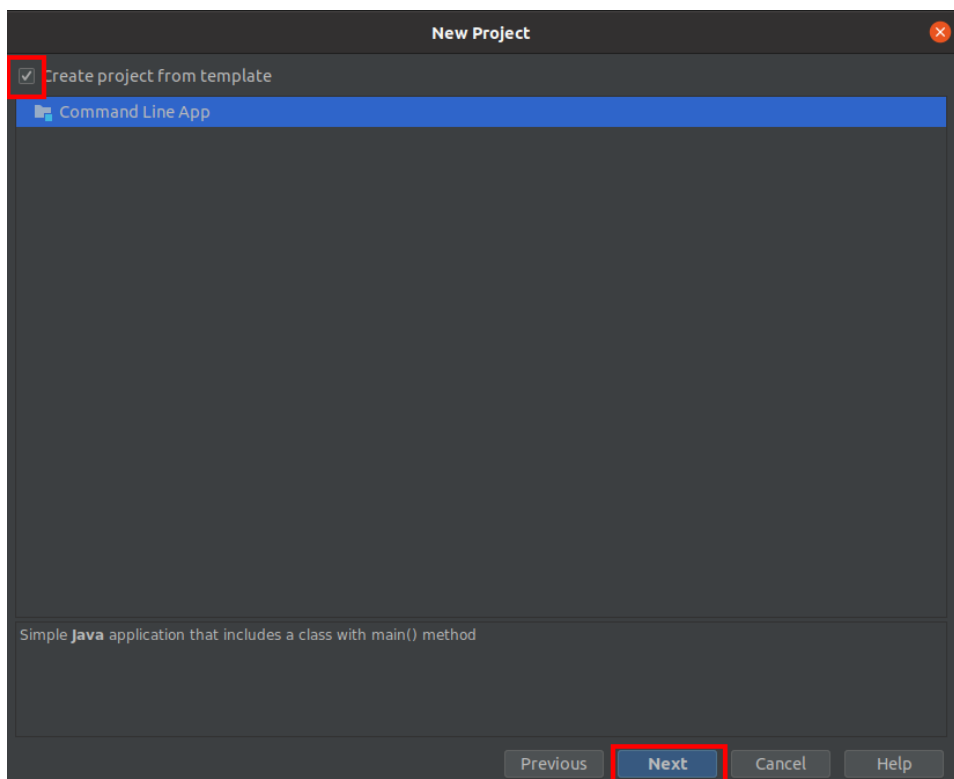 New Project
Create project from template
Command Line App
Simple Java application that includes a class with main() method
Previous Next Cancel Help